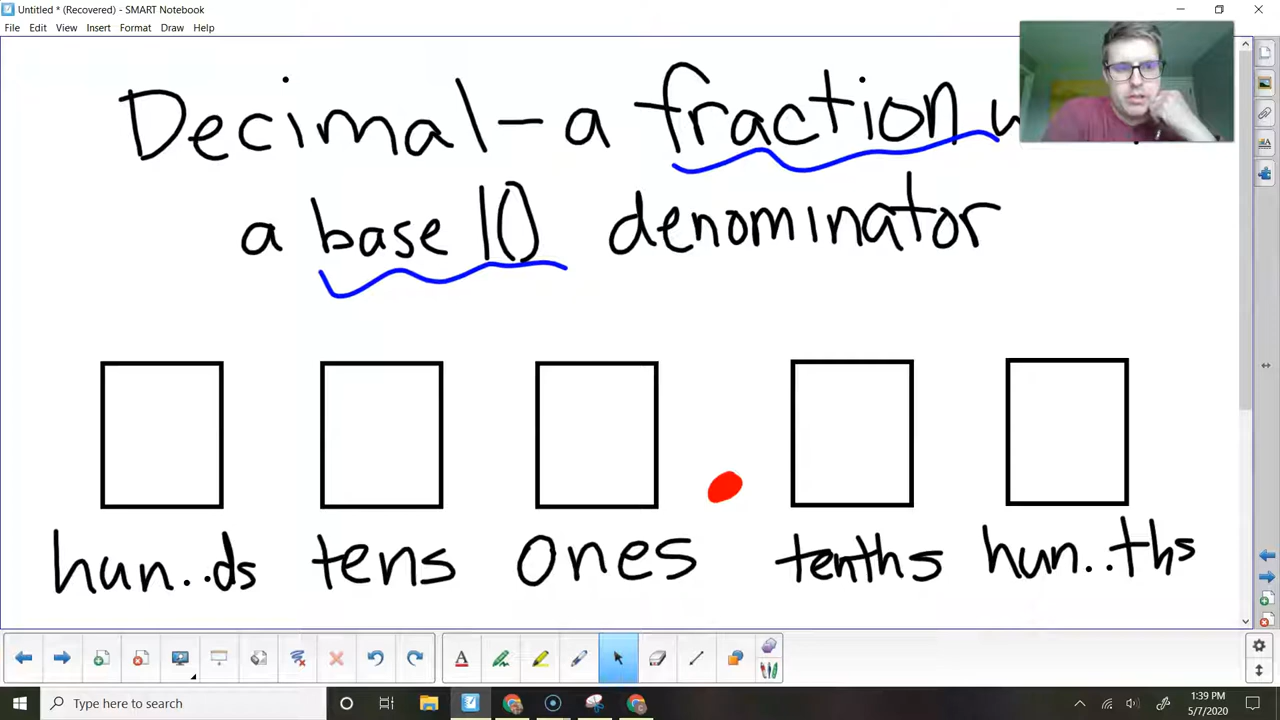 Untitled * (Recovered) - SMART Notebook
File Edit View Insert Format Draw Help
Decimal - a fraction
a base 10 denominator
hun..ds tens ones . tenths hun..ths
Type here to search
1:39 PM
5/7/2020